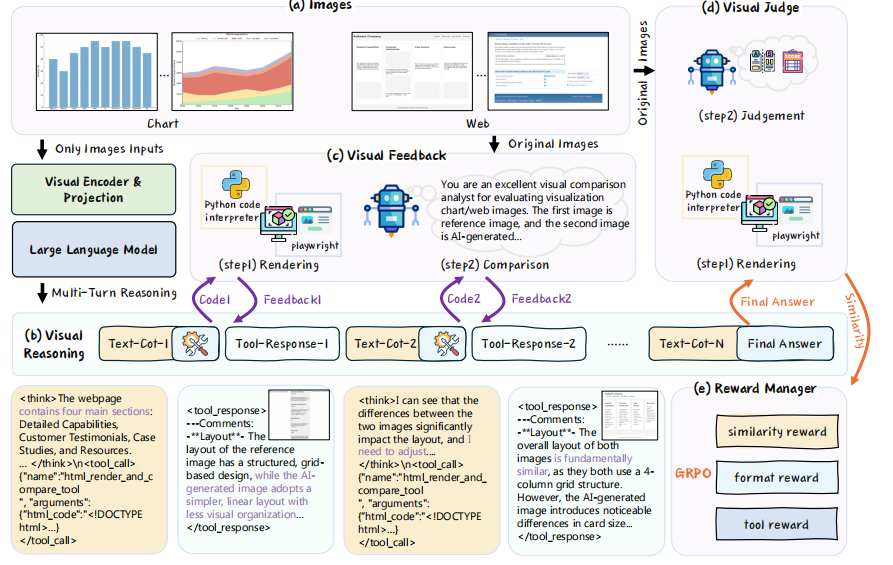 (a) Images
Chart
Web
Software Company
Only Images Inputs
Original Images
Original Images
(d) Visual Judge
(step2) Judgement
Python code
interpreter
playwright
(step1) Rendering
Visual Encoder &
Projection
Large Language Model
Multi-Turn Reasoning
(c) Visual Feedback
Python code
interpreter
playwright
(step1) Rendering
You are an excellent visual comparison
analyst for evaluating visualization
chart/web images. The first image is
reference image, and the second image
is AI-generated...
(step2) Comparison
Code1
Feedback1
Code2
Feedback2
Final Answer
Similarity
(b) Visual
Reasoning
Text-Cot-1
Tool-Response-1
Text-Cot-2
Tool-Response-2
......
Text-Cot-N
Final Answer
<think>The webpage
contains four main sections:
Detailed Capabilities,
Customer Testimonials, Case
Studies, and Resources.
... </think>\n<tool_call>
{"name":"html_render_and_c
ompare_tool
", "arguments":
{"html_code":"<!DOCTYPE
html>...}
</tool_call>
<tool_response>
---Comments:
-**Layout**- The
layout of the reference
image has a structured, grid-
based design, while the AI-
generated image adopts a
simpler, linear layout with
less visual organization...
</tool_response>
<think>I can see that the
differences between the
two images significantly
impact the layout, and I
need to adjust....
</think>\n<tool_call>
{"name":"html_render_and_
compare_tool
", "arguments":
{"html_code":"<!DOCTYPE
html>...}
</tool_call>
<tool_response>
---Comments:
-**Layout**- The
overall layout of both
images is fundamentally
similar, as they both use a 4-
column grid structure.
However, the AI-generated
image introduces noticeable
differences in card size...
</tool_response>
(e) Reward Manager
GRPO
similarity reward
format reward
tool reward